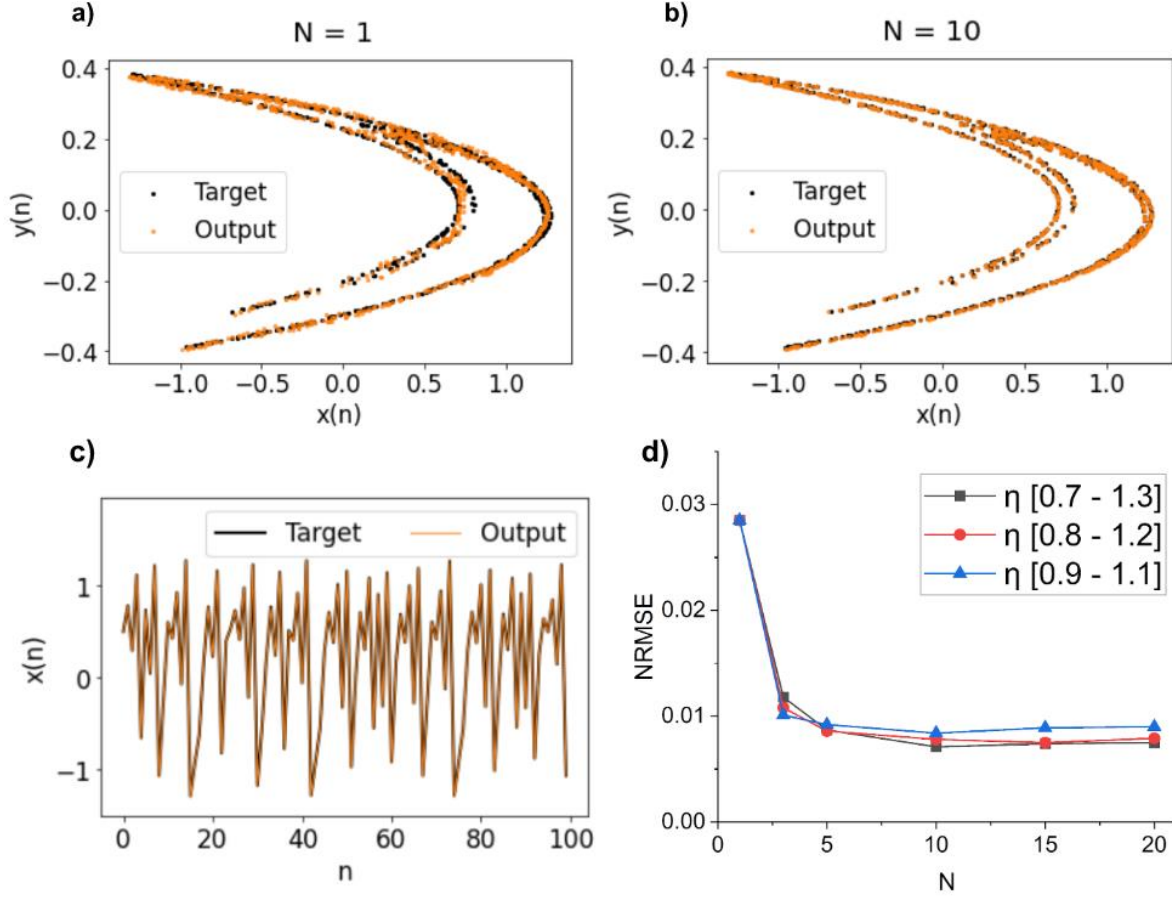 a)
N = 1
0.4
0.2
0.0
−0.2
−0.4
y(n)
Target
Output
−1.0 −0.5 0.0 0.5 1.0
x(n)
b)
N = 10
0.4
0.2
0.0
−0.2
−0.4
y(n)
Target
Output
−1.0 −0.5 0.0 0.5 1.0
x(n)
c)
Target Output
1
0
−1
x(n)
0 20 40 60 80 100
n
d)
0.03
0.02
0.01
0.00
NRMSE
η [0.7 - 1.3]
η [0.8 - 1.2]
η [0.9 - 1.1]
0 5 10 15 20
N